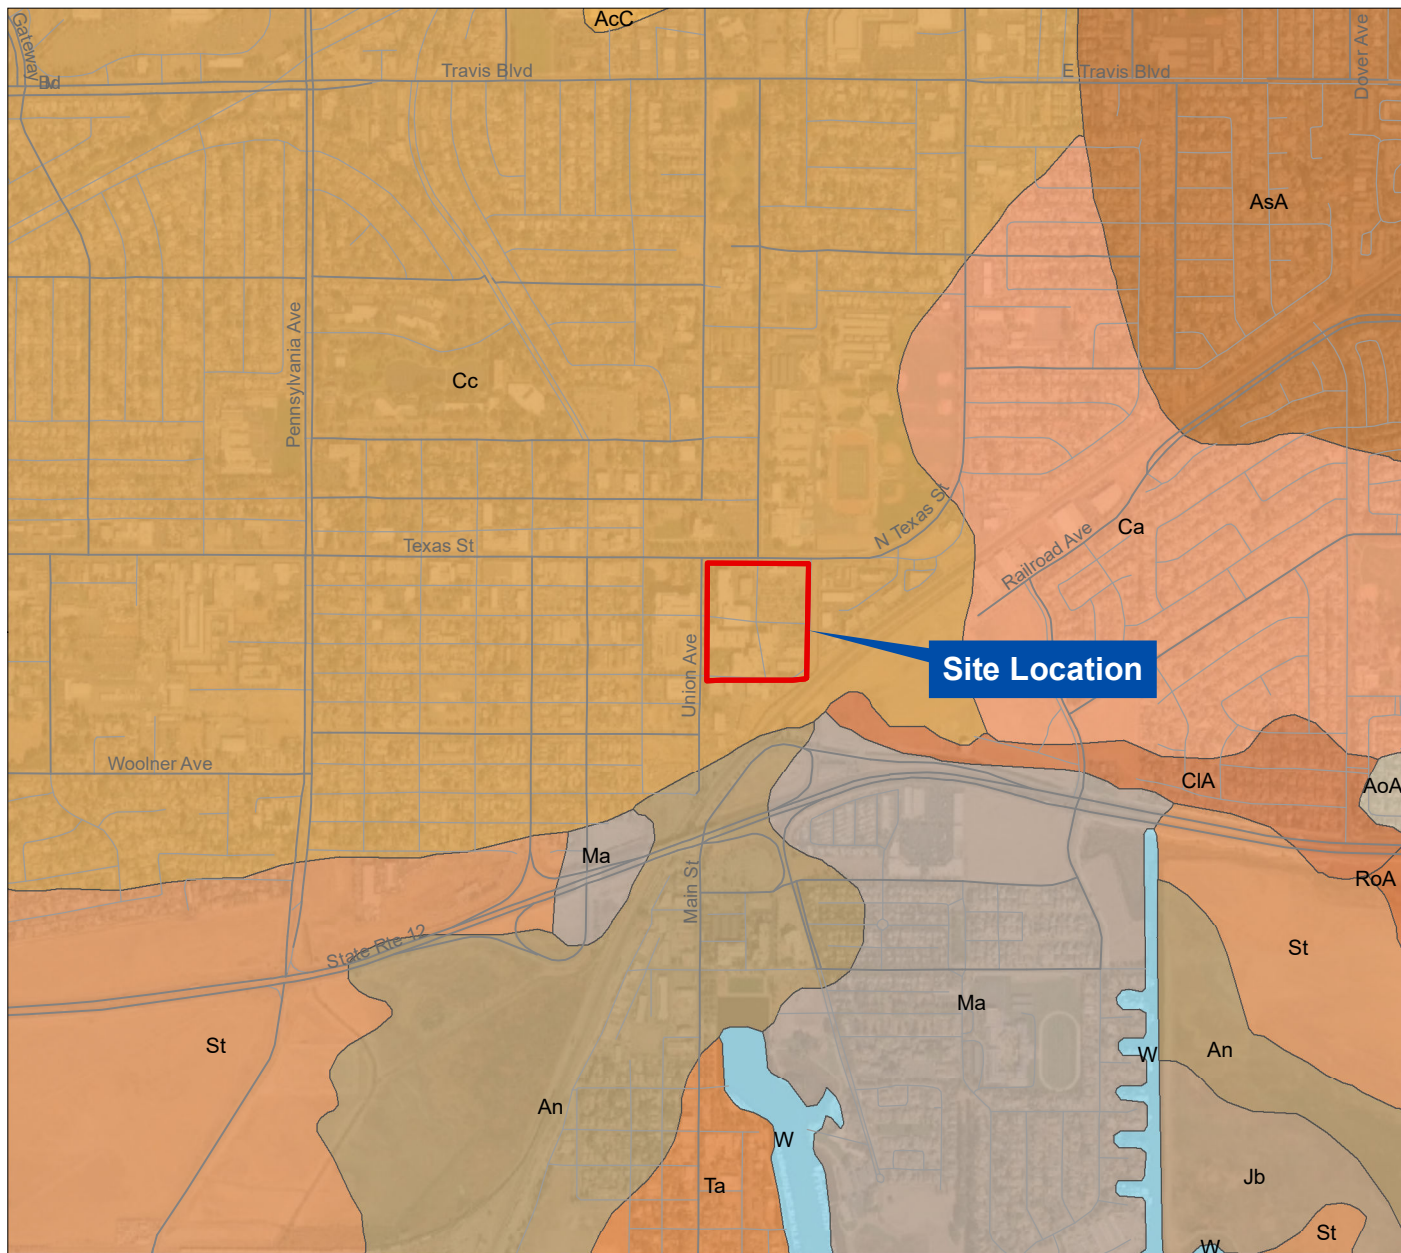 AcC
Gateway
Bd
Travis Blvd
E Travis Blvd
Dover Ave
AsA
Pennsylvania Ave
Cc
N Texas St
Texas St
Railroad Ave
Ca
Union Ave
Site Location
Woolner Ave
ClA
AoA
Ma
RoA
Main St
State Rte 12
St
Ma
St
W
An
An
W
Jb
Ta
St
W